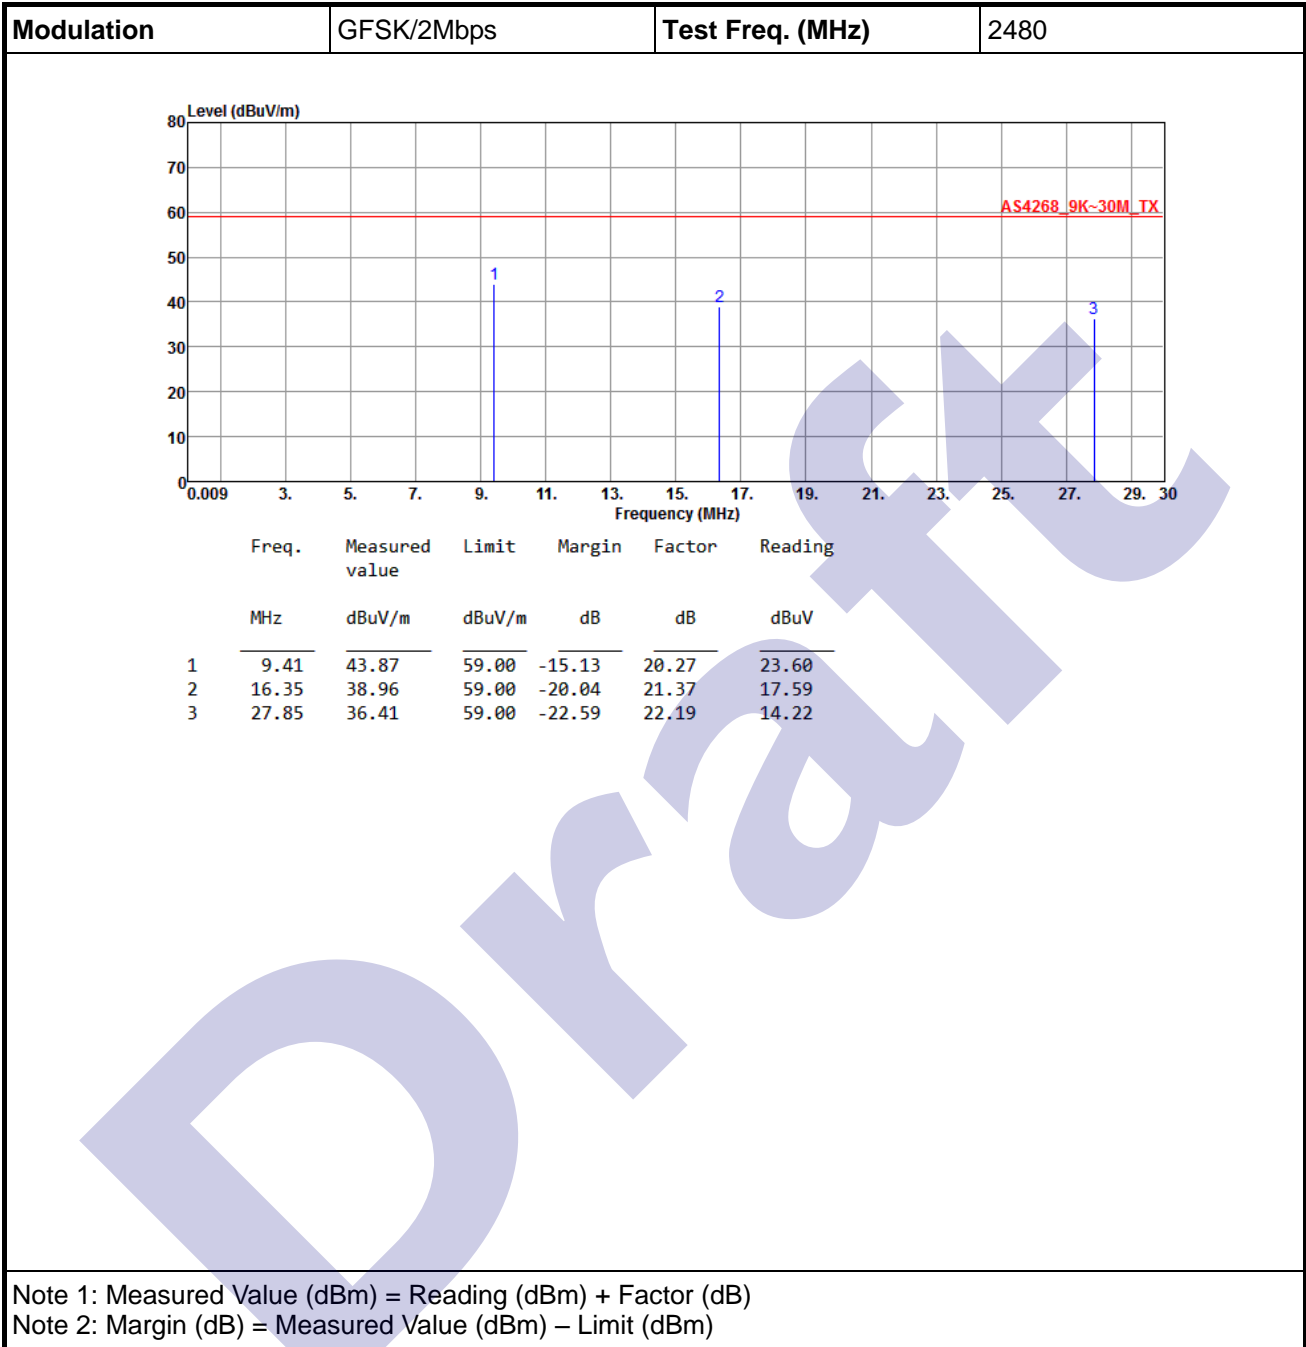 Modulation GFSK/2Mbps Test Freq. (MHz) 2480
Level (dBuV/m)
80
70
60
50
40
30
20
10
0
AS4268_9K~30M_TX
1
2
3
0.009 3. 5. 7. 9. 11. 13. 15. 17. 19. 21. 23. 25. 27. 29. 30
Frequency (MHz)
Freq. Measured Limit Margin Factor Reading
value
MHz dBuV/m dBuV/m dB dB dBuV
1 9.41 43.87 59.00 -15.13 20.27 23.60
2 16.35 38.96 59.00 -20.04 21.37 17.59
3 27.85 36.41 59.00 -22.59 22.19 14.22
Draft
Note 1: Measured Value (dBm) = Reading (dBm) + Factor (dB)
Note 2: Margin (dB) = Measured Value (dBm) – Limit (dBm)